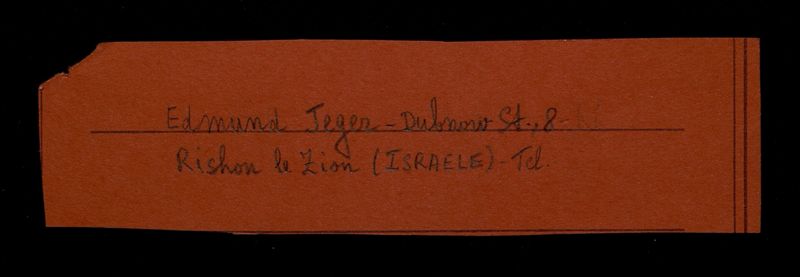 Edmund Jeger - Dubnow St., 8 -
Rishon le Zion (ISRAELE) - Tel.